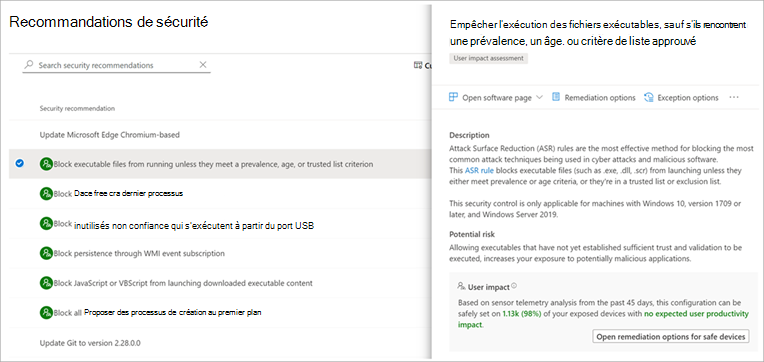 Recommandations de sécurité
Search security recommendations
Cu
Security recommendation
Update Microsoft Edge Chromium-based
Block executable files from running unless they meet a prevalence, age, or trusted list criterion
Block Dace free cra dernier processus
Block inutilisés non confiance qui s'exécutent à partir du port USB
Block persistence through WMI event subscription
Block JavaScript or VBScript from launching downloaded executable content
Block all Proposer des processus de création au premier plan
Update Git to version 2.28.0.0
Empêcher l'exécution des fichiers exécutables, sauf s'ils rencontrent
une prévalence, un âge. ou critère de liste approuvé
User impact assessment
Open software page
Remediation options
Exception options
Description
Attack Surface Reduction (ASR) rules are the most effective method for blocking the most
common attack techniques being used in cyber attacks and malicious software.
This ASR rule blocks executable files (such as .exe, .dll, .scr) from launching unless they
either meet prevalence or age criteria, or they're in a trusted list or exclusion list.
This security control is only applicable for machines with Windows 10, version 1709 or
later, and Windows Server 2019.
Potential risk
Allowing executables that have not yet established sufficient trust and validation to be
executed, increases your exposure to potentially malicious applications.
User impact
Based on sensor telemetry analysis from the past 45 days, this configuration can be
safely set on 1.13k (98%) of your exposed devices with no expected user productivity
impact.
Open remediation options for safe devices